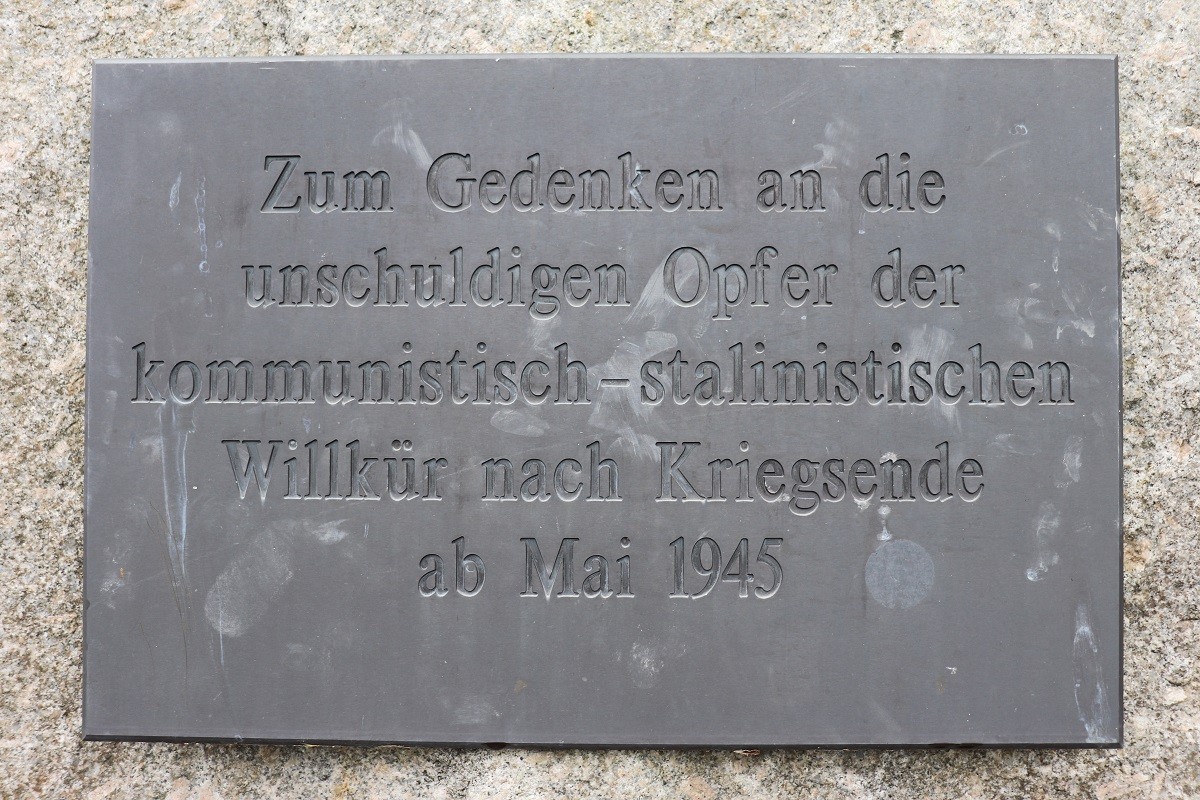 Zum Gedenken an die
unschuldigen Opfer der
kommunistisch-stalinistischen
Willkür nach Kriegsende
ab Mai 1945